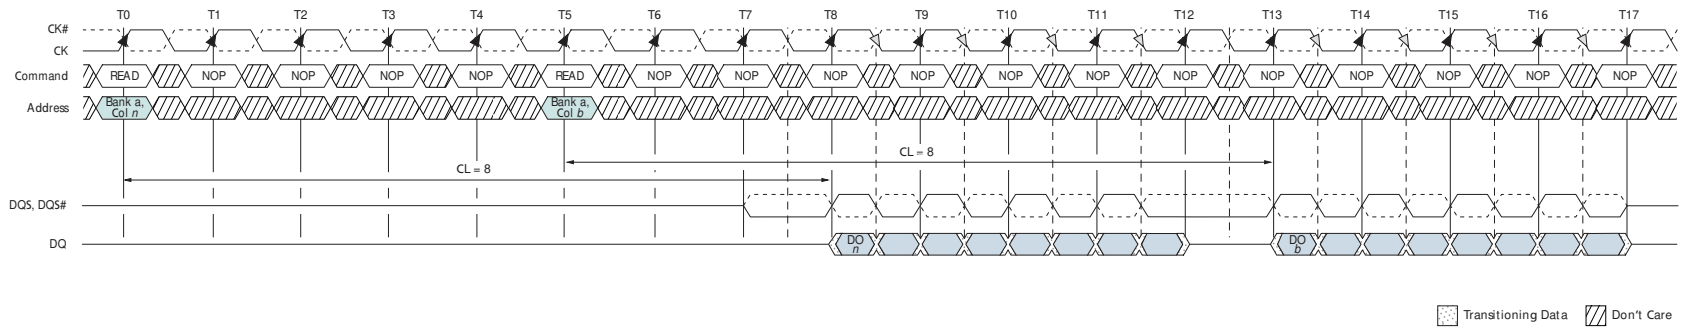 T0 T1 T2 T3 T4 T5 T6 T7 T8 T9 T10 T11 T12 T13 T14 T15 T16 T17
CK#
CK
Command READ NOP NOP NOP NOP READ NOP NOP NOP NOP NOP NOP NOP NOP NOP NOP NOP NOP
Address Bank a, Bank a,
Col n Col b
CL = 8
CL = 8
DQS, DQS#
DQ DO DO
n b
Transitioning Data Don't Care